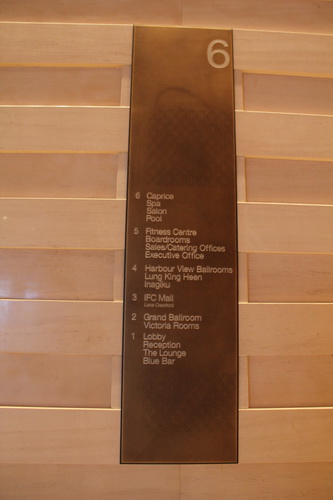 6
6 Caprice
Spa
Salon
Pool
5 Fitness Centre
Boardrooms
Sales/Catering Offices
Executive Office
4 Harbour View Ballrooms
Lung King Heen
Inagiku
3 IFC Mall
Lane Crawford
2 Grand Ballroom
Victoria Rooms
1 Lobby
Reception
The Lounge
Blue Bar